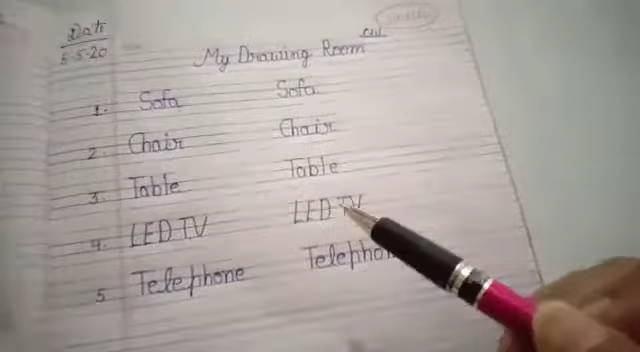 Date
5-5-20
My Drawing Room
C.W.
1. Sofa Sofa
2. Chair Chair
3. Table Table
4. LED TV LED TV
5. Telephone Telephon